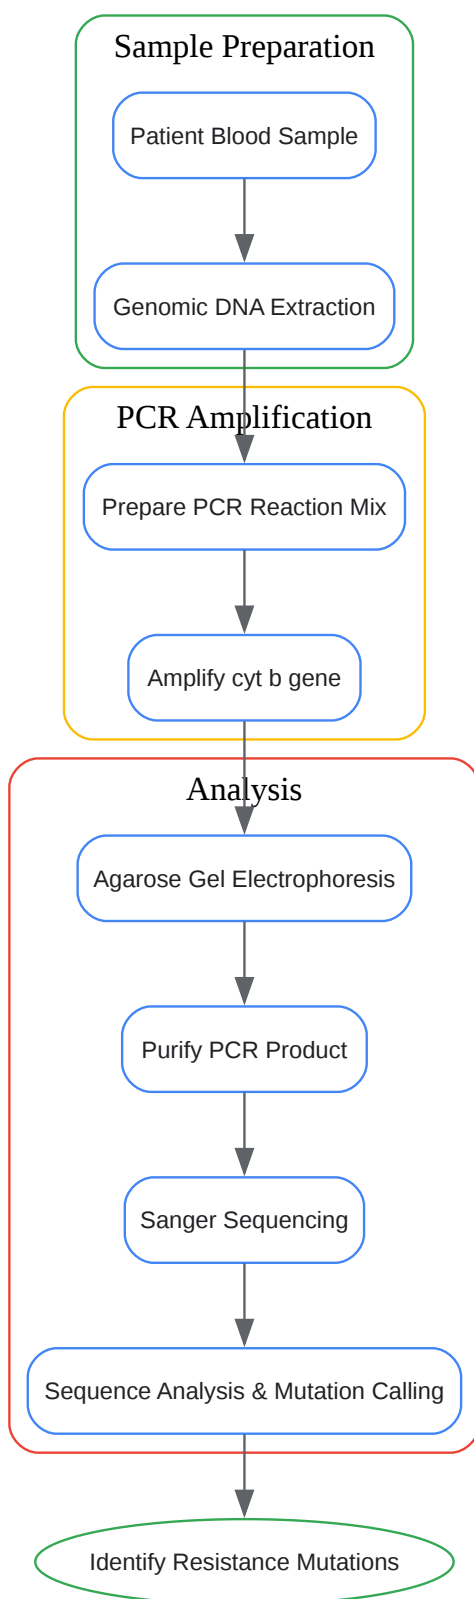 Sample Preparation
Patient Blood Sample
Genomic DNA Extraction
PCR Amplification
Prepare PCR Reaction Mix
Amplify cyt b gene
Analysis
Agarose Gel Electrophoresis
Purify PCR Product
Sanger Sequencing
Sequence Analysis & Mutation Calling
Identify Resistance Mutations